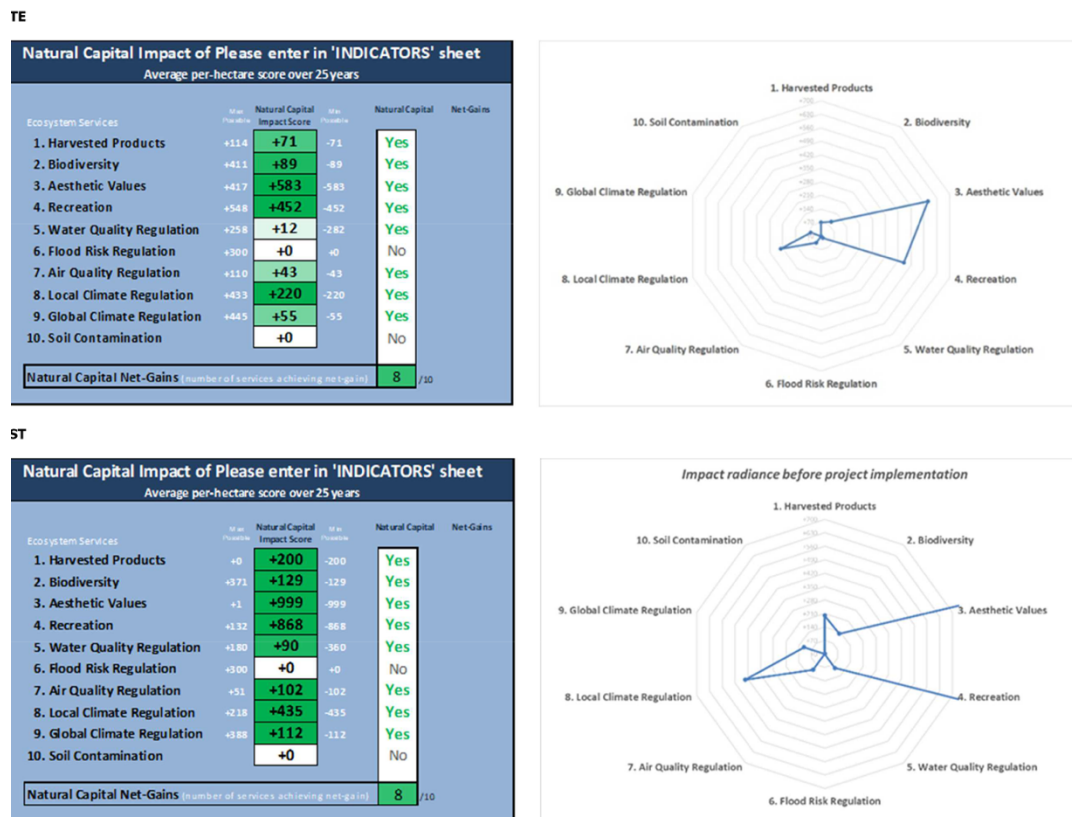 TE
Natural Capital Impact of Please enter in 'INDICATORS' sheet
Average per-hectare score over 25 years
Ecosystem Services Max Possible Natural Capital Impact Score Min Possible Natural Capital Net-Gains
1. Harvested Products +114 +71 -71 Yes
2. Biodiversity +411 +89 -89 Yes
3. Aesthetic Values +417 +583 -583 Yes
4. Recreation +548 +452 -452 Yes
5. Water Quality Regulation +258 +12 -282 Yes
6. Flood Risk Regulation +300 +0 +0 No
7. Air Quality Regulation +110 +43 -43 Yes
8. Local Climate Regulation +433 +220 -220 Yes
9. Global Climate Regulation +445 +55 -55 Yes
10. Soil Contamination +0 No
Natural Capital Net-Gains (number of services achieving net-gain) 8 /10
1. Harvested Products
2. Biodiversity
3. Aesthetic Values
4. Recreation
5. Water Quality Regulation
6. Flood Risk Regulation
7. Air Quality Regulation
8. Local Climate Regulation
9. Global Climate Regulation
10. Soil Contamination
ST
Natural Capital Impact of Please enter in 'INDICATORS' sheet
Average per-hectare score over 25 years
Ecosystem Services Max Possible Natural Capital Impact Score Min Possible Natural Capital Net-Gains
1. Harvested Products +0 +200 -200 Yes
2. Biodiversity +371 +129 -129 Yes
3. Aesthetic Values +1 +999 -999 Yes
4. Recreation +132 +868 -868 Yes
5. Water Quality Regulation +180 +90 -360 Yes
6. Flood Risk Regulation +300 +0 +0 No
7. Air Quality Regulation +51 +102 -102 Yes
8. Local Climate Regulation +218 +435 -435 Yes
9. Global Climate Regulation +388 +112 -112 Yes
10. Soil Contamination +0 No
Natural Capital Net-Gains (number of services achieving net-gain) 8 /10
Impact radiance before project implementation
1. Harvested Products
2. Biodiversity
3. Aesthetic Values
4. Recreation
5. Water Quality Regulation
6. Flood Risk Regulation
7. Air Quality Regulation
8. Local Climate Regulation
9. Global Climate Regulation
10. Soil Contamination